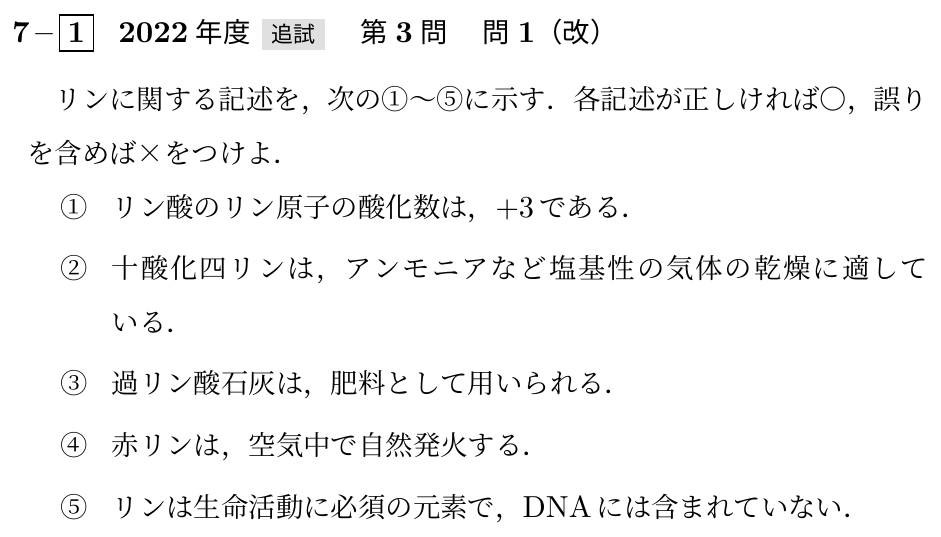 7-1 2022年度 追試 第3問 問1（改）
リンに関する記述を，次の①～⑤に示す．各記述が正しければ○，誤り
を含めば×をつけよ．
① リン酸のリン原子の酸化数は，+3である．
② 十酸化四リンは，アンモニアなど塩基性の気体の乾燥に適して
いる．
③ 過リン酸石灰は，肥料として用いられる．
④ 赤リンは，空気中で自然発火する．
⑤ リンは生命活動に必須の元素で，DNAには含まれていない．